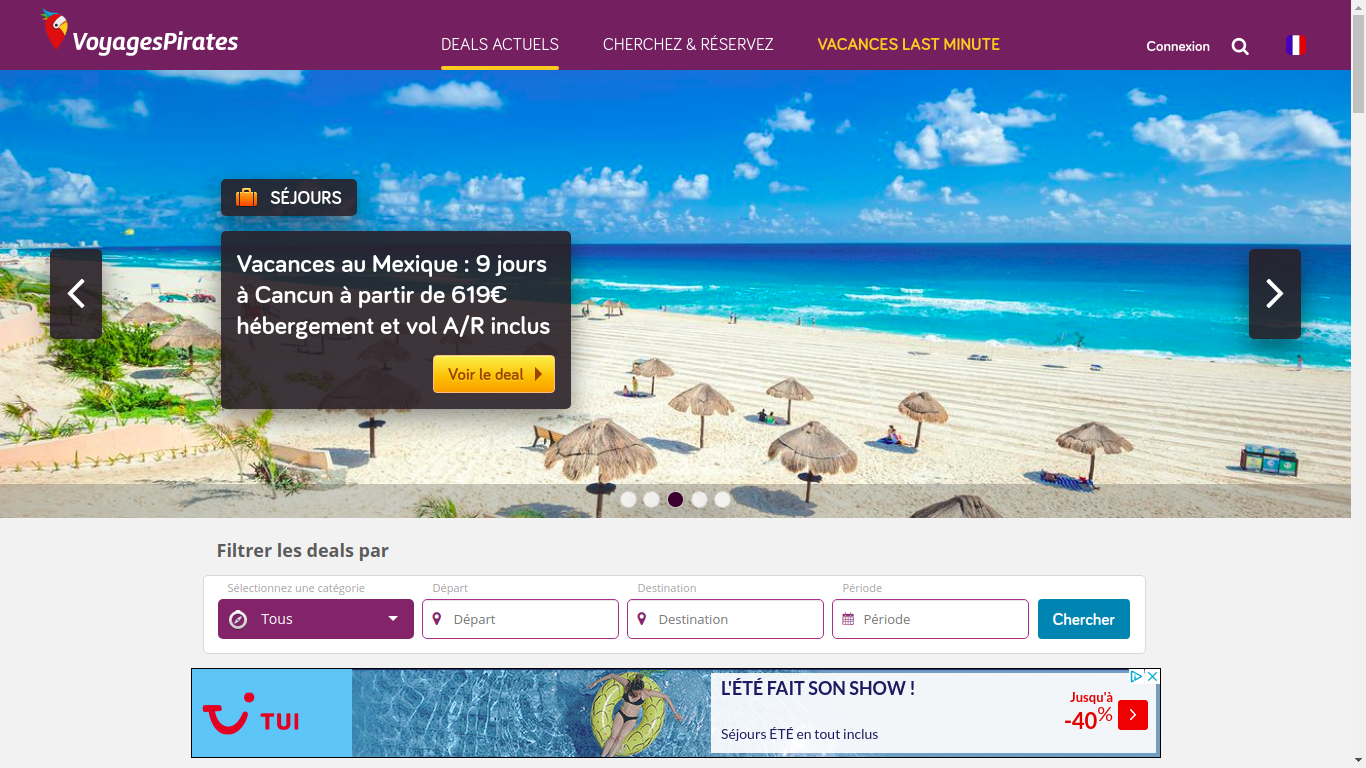 VoyagesPirates
DEALS ACTUELS
CHERCHEZ & RÉSERVEZ
VACANCES LAST MINUTE
Connexion
SÉJOURS
Vacances au Mexique : 9 jours
à Cancun à partir de 619€
hébergement et vol A/R inclus
Voir le deal
Filtrer les deals par
Sélectionnez une catégorie
Départ
Destination
Période
Tous
Départ
Destination
Période
Chercher
TUI
L'ÉTÉ FAIT SON SHOW !
Séjours ÉTÉ en tout inclus
Jusqu'à
-40%